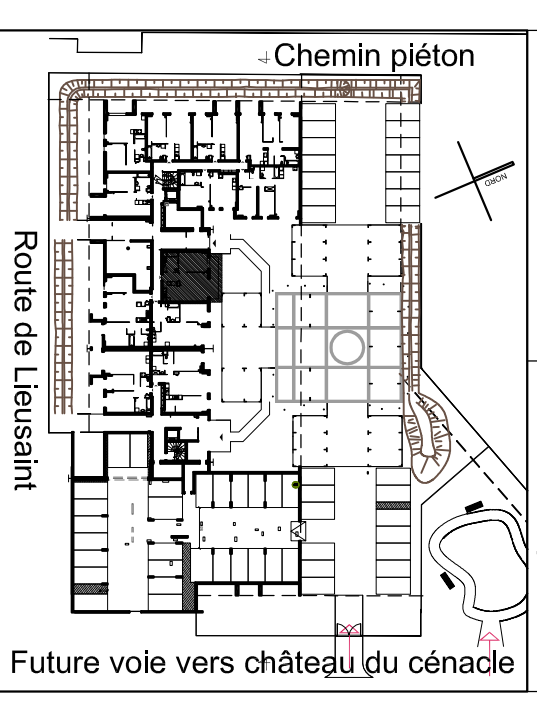 Chemin piéton
NORD
Route de Lieusaint
Future voie vers château du cénacle